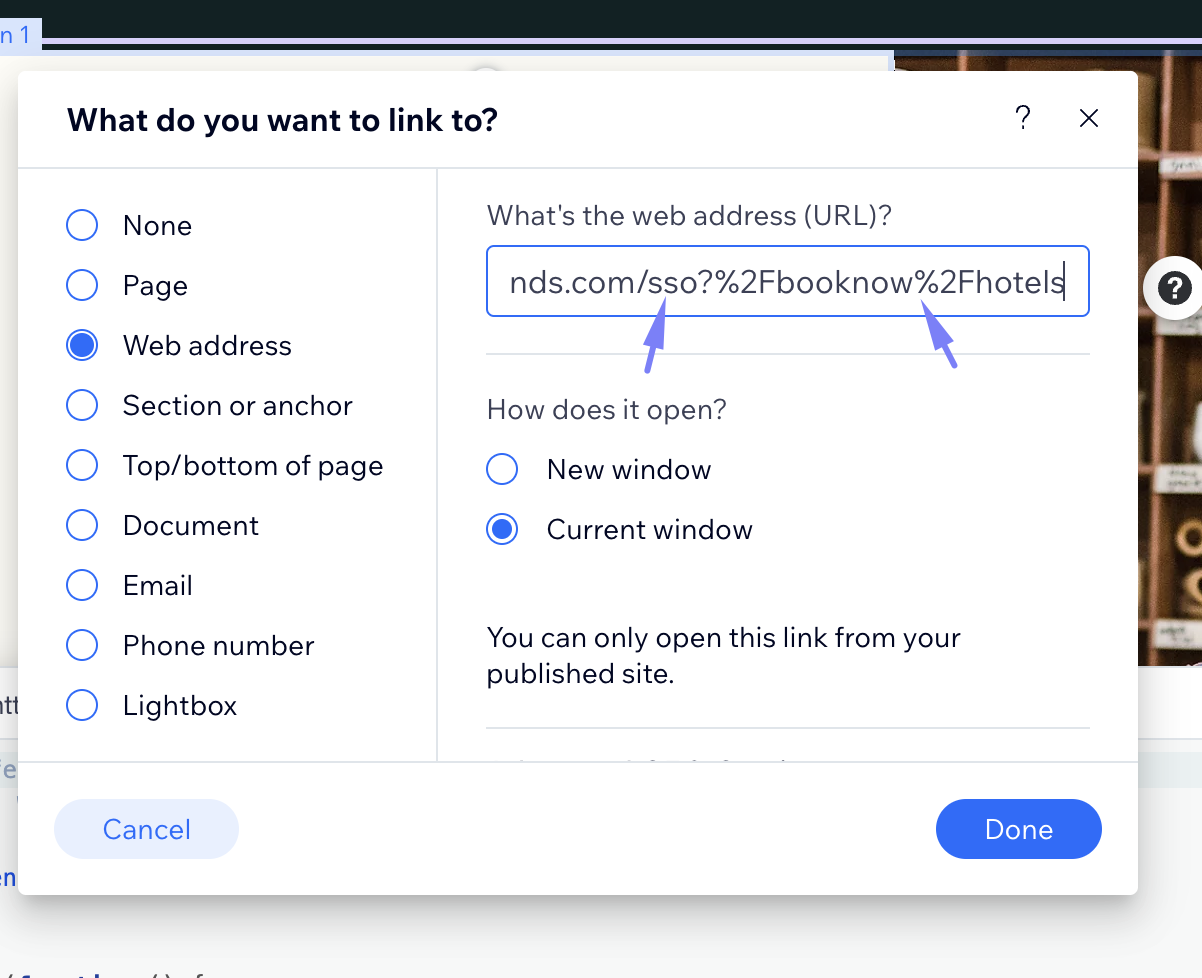 n 1
What do you want to link to?
?
None
Page
Web address
Section or anchor
Top/bottom of page
Document
Email
Phone number
Lightbox
What's the web address (URL)?
nds.com/sso?%2Fbooknow%2Fhotels
How does it open?
New window
Current window
You can only open this link from your
published site.
?
Cancel
Done